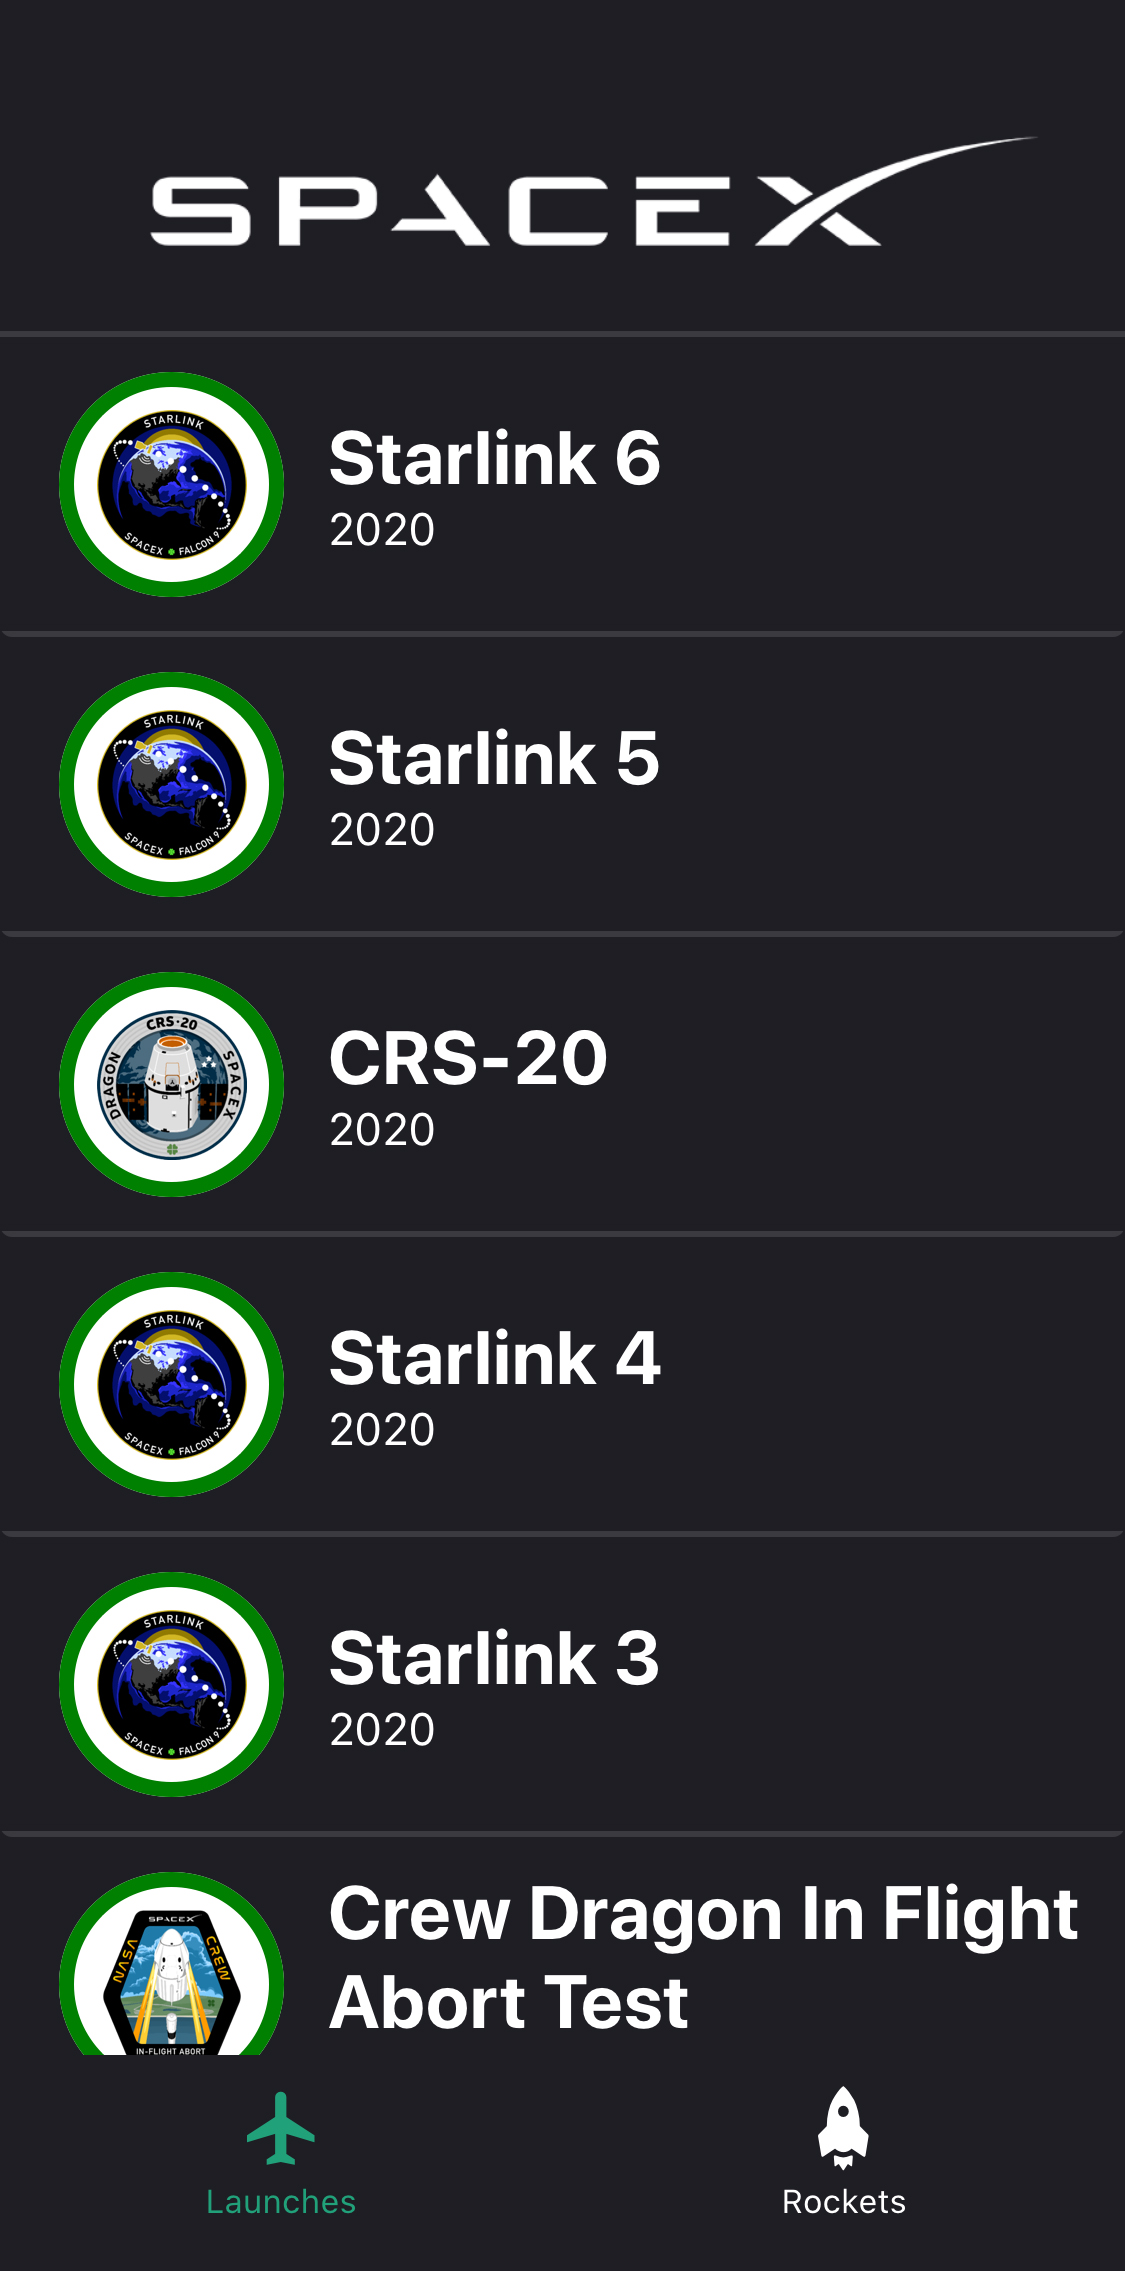 SPACEX
STARLINK
SPACEX FALCON 9
Starlink 6
2020
STARLINK
SPACEX FALCON 9
Starlink 5
2020
CRS·20
DRAGON
SPACEX
CRS-20
2020
STARLINK
SPACEX FALCON 9
Starlink 4
2020
STARLINK
SPACEX FALCON 9
Starlink 3
2020
SPACEX
NASA
CREW
IN-FLIGHT ABORT
Crew Dragon In Flight
Abort Test
Launches
Rockets